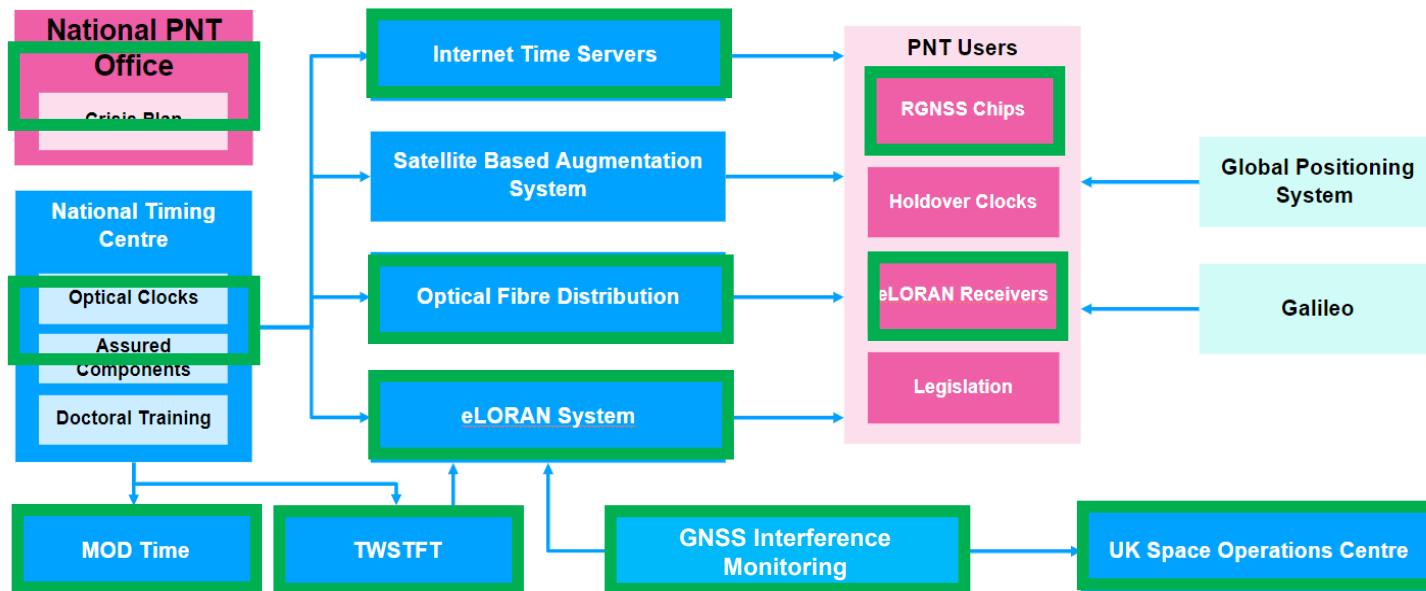 National PNT
Office
Crisis Plan
National Timing
Centre
Optical Clocks
Assured
Components
Doctoral Training
Internet Time Servers
Satellite Based Augmentation
System
Optical Fibre Distribution
eLORAN System
PNT Users
RGNSS Chips
Holdover Clocks
eLORAN Receivers
Legislation
Global Positioning
System
Galileo
MOD Time
TWSTFT
GNSS Interference
Monitoring
UK Space Operations Centre